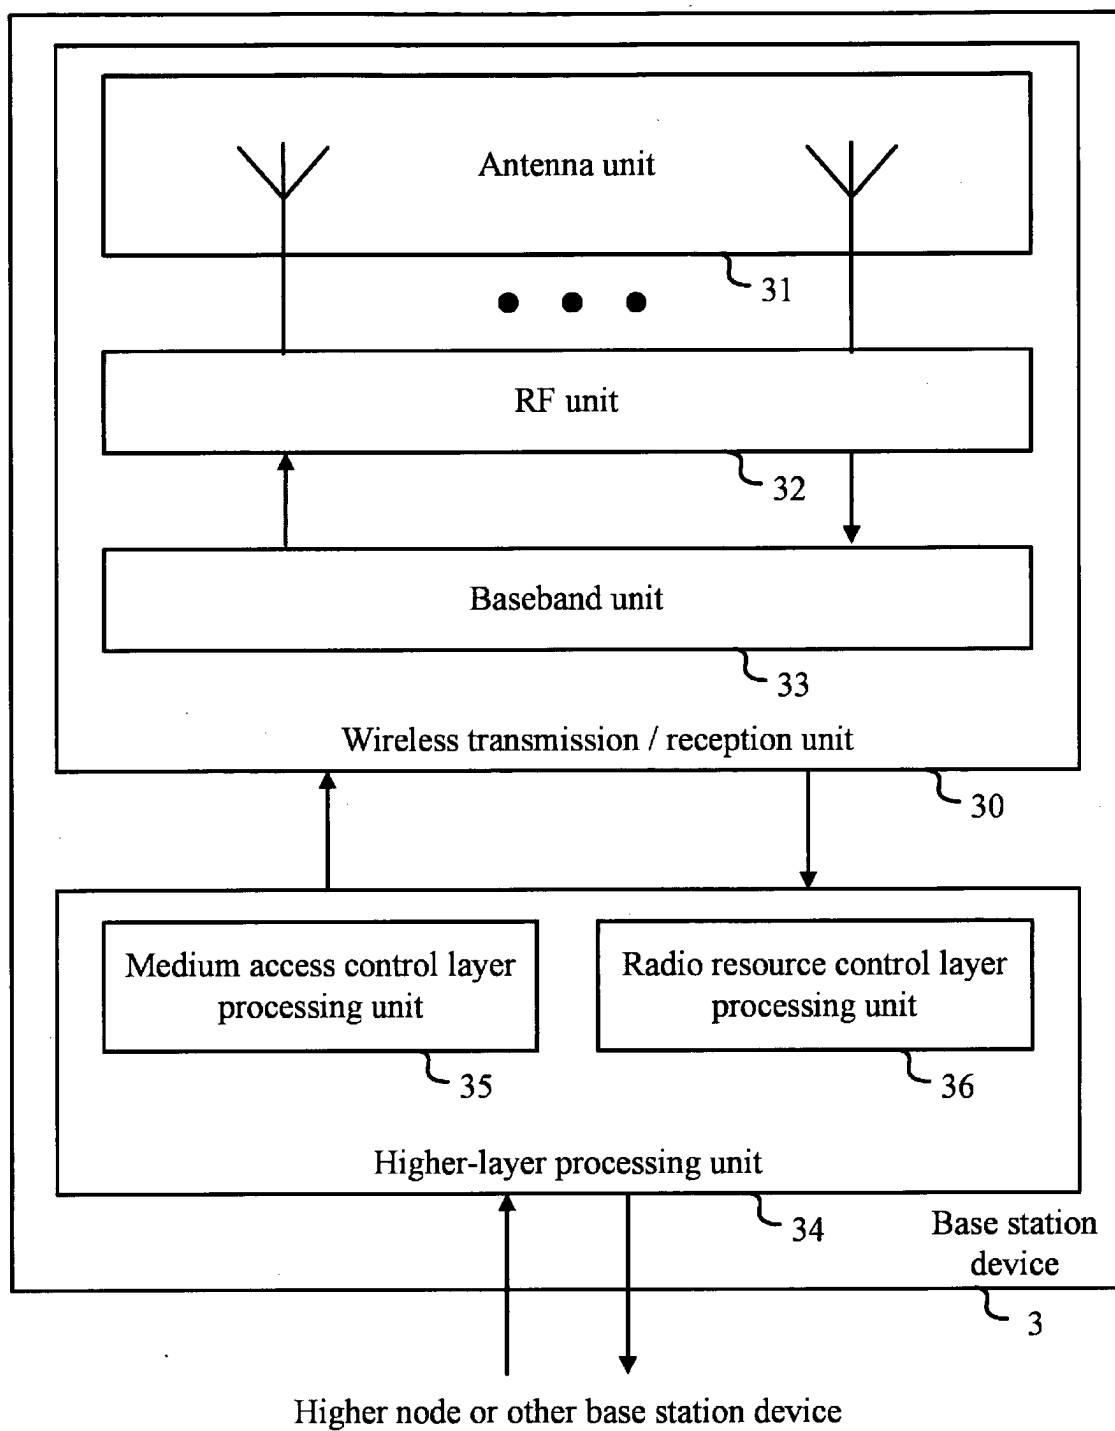 Antenna unit
31
RF unit
32
Baseband unit
33
Wireless transmission / reception unit
30
Medium access control layer
processing unit
35
Radio resource control layer
processing unit
36
Higher-layer processing unit
34
Base station
device
3
Higher node or other base station device